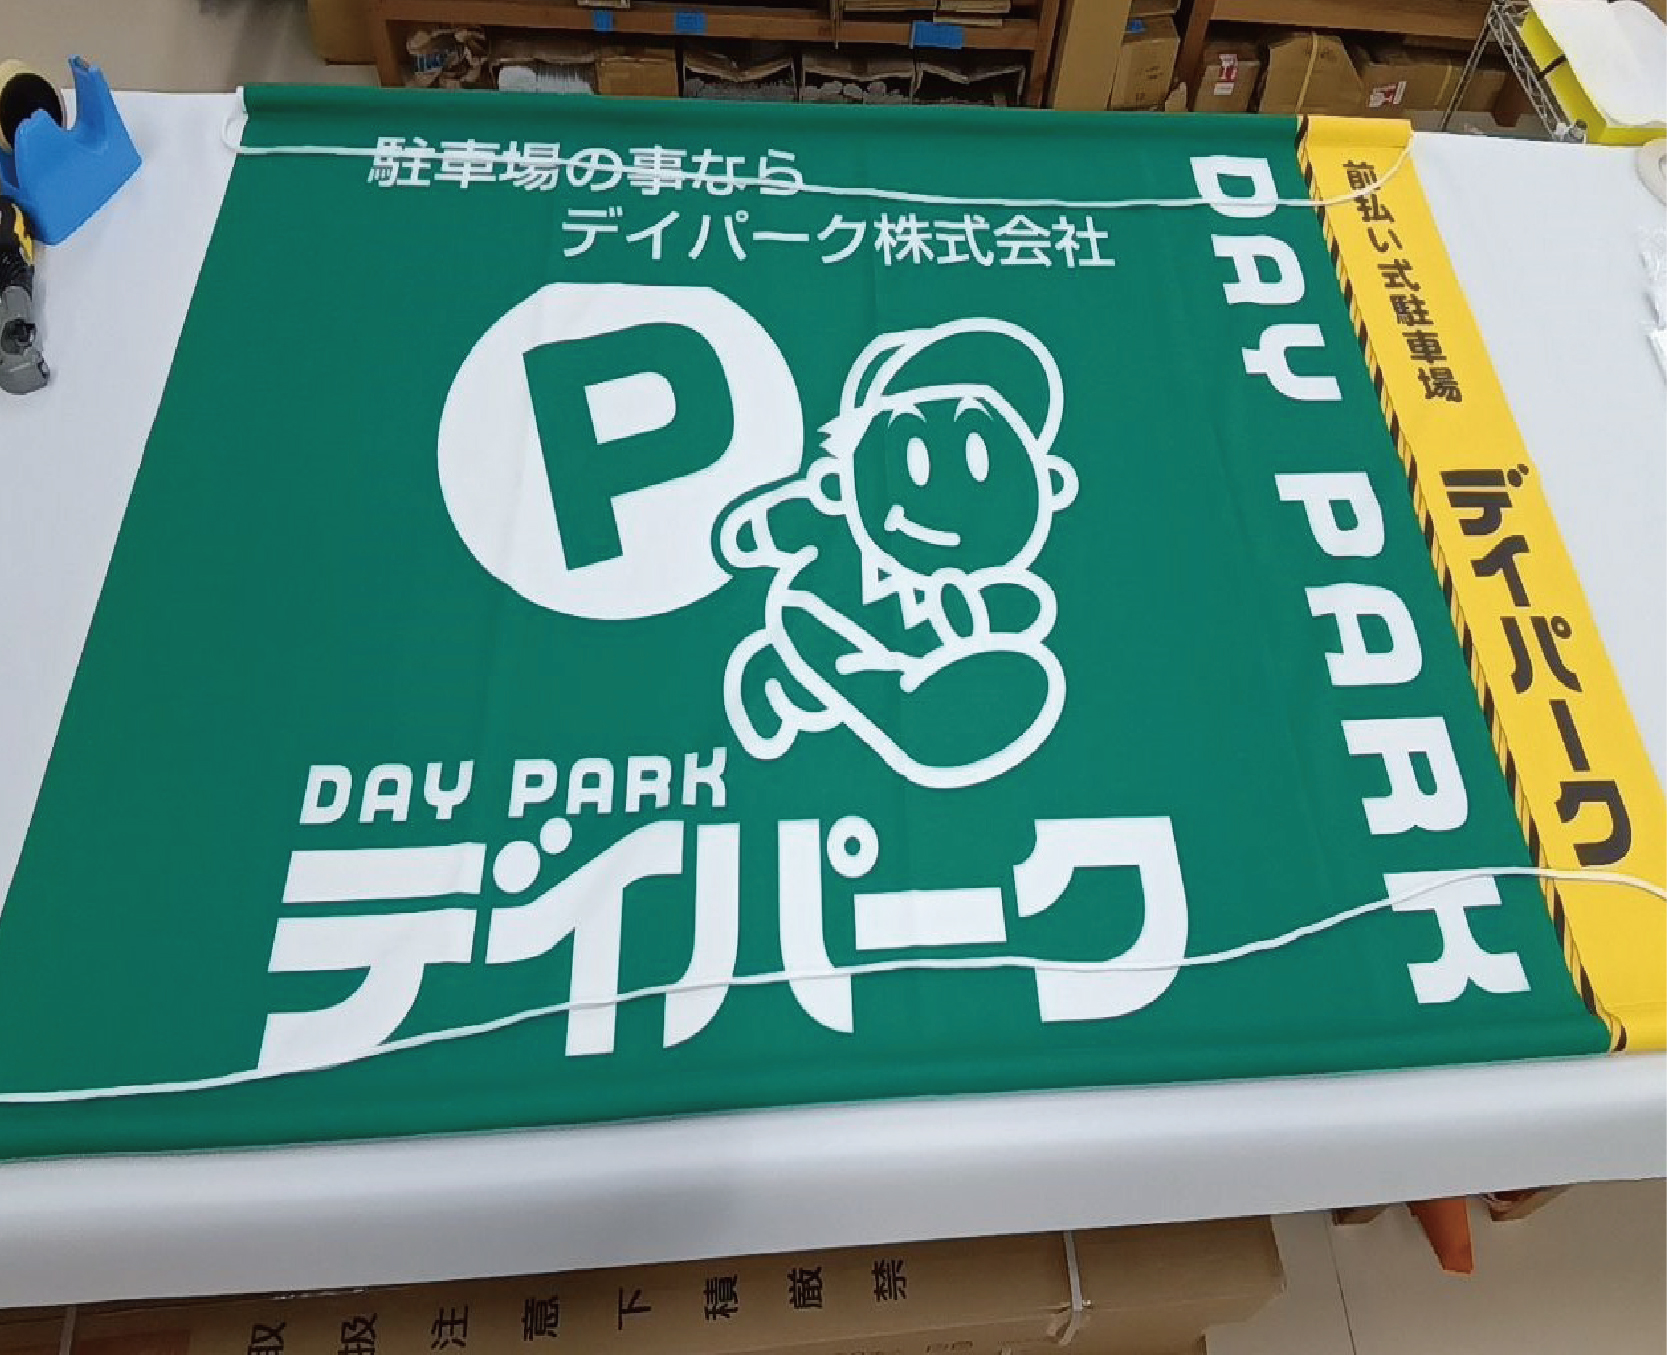 駐車場の事なら
デイパーク株式会社
P
DAY PARK
デイパーク
DAY PARK
前払い式駐車場
デイパーク
取扱注意下積厳禁